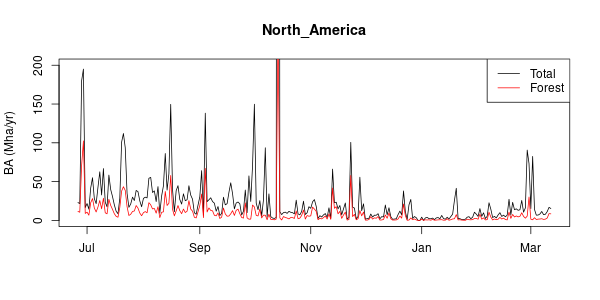 North_America
BA (Mha/yr)
200
150
100
50
0
Total
Forest
Jul Sep Nov Jan Mar